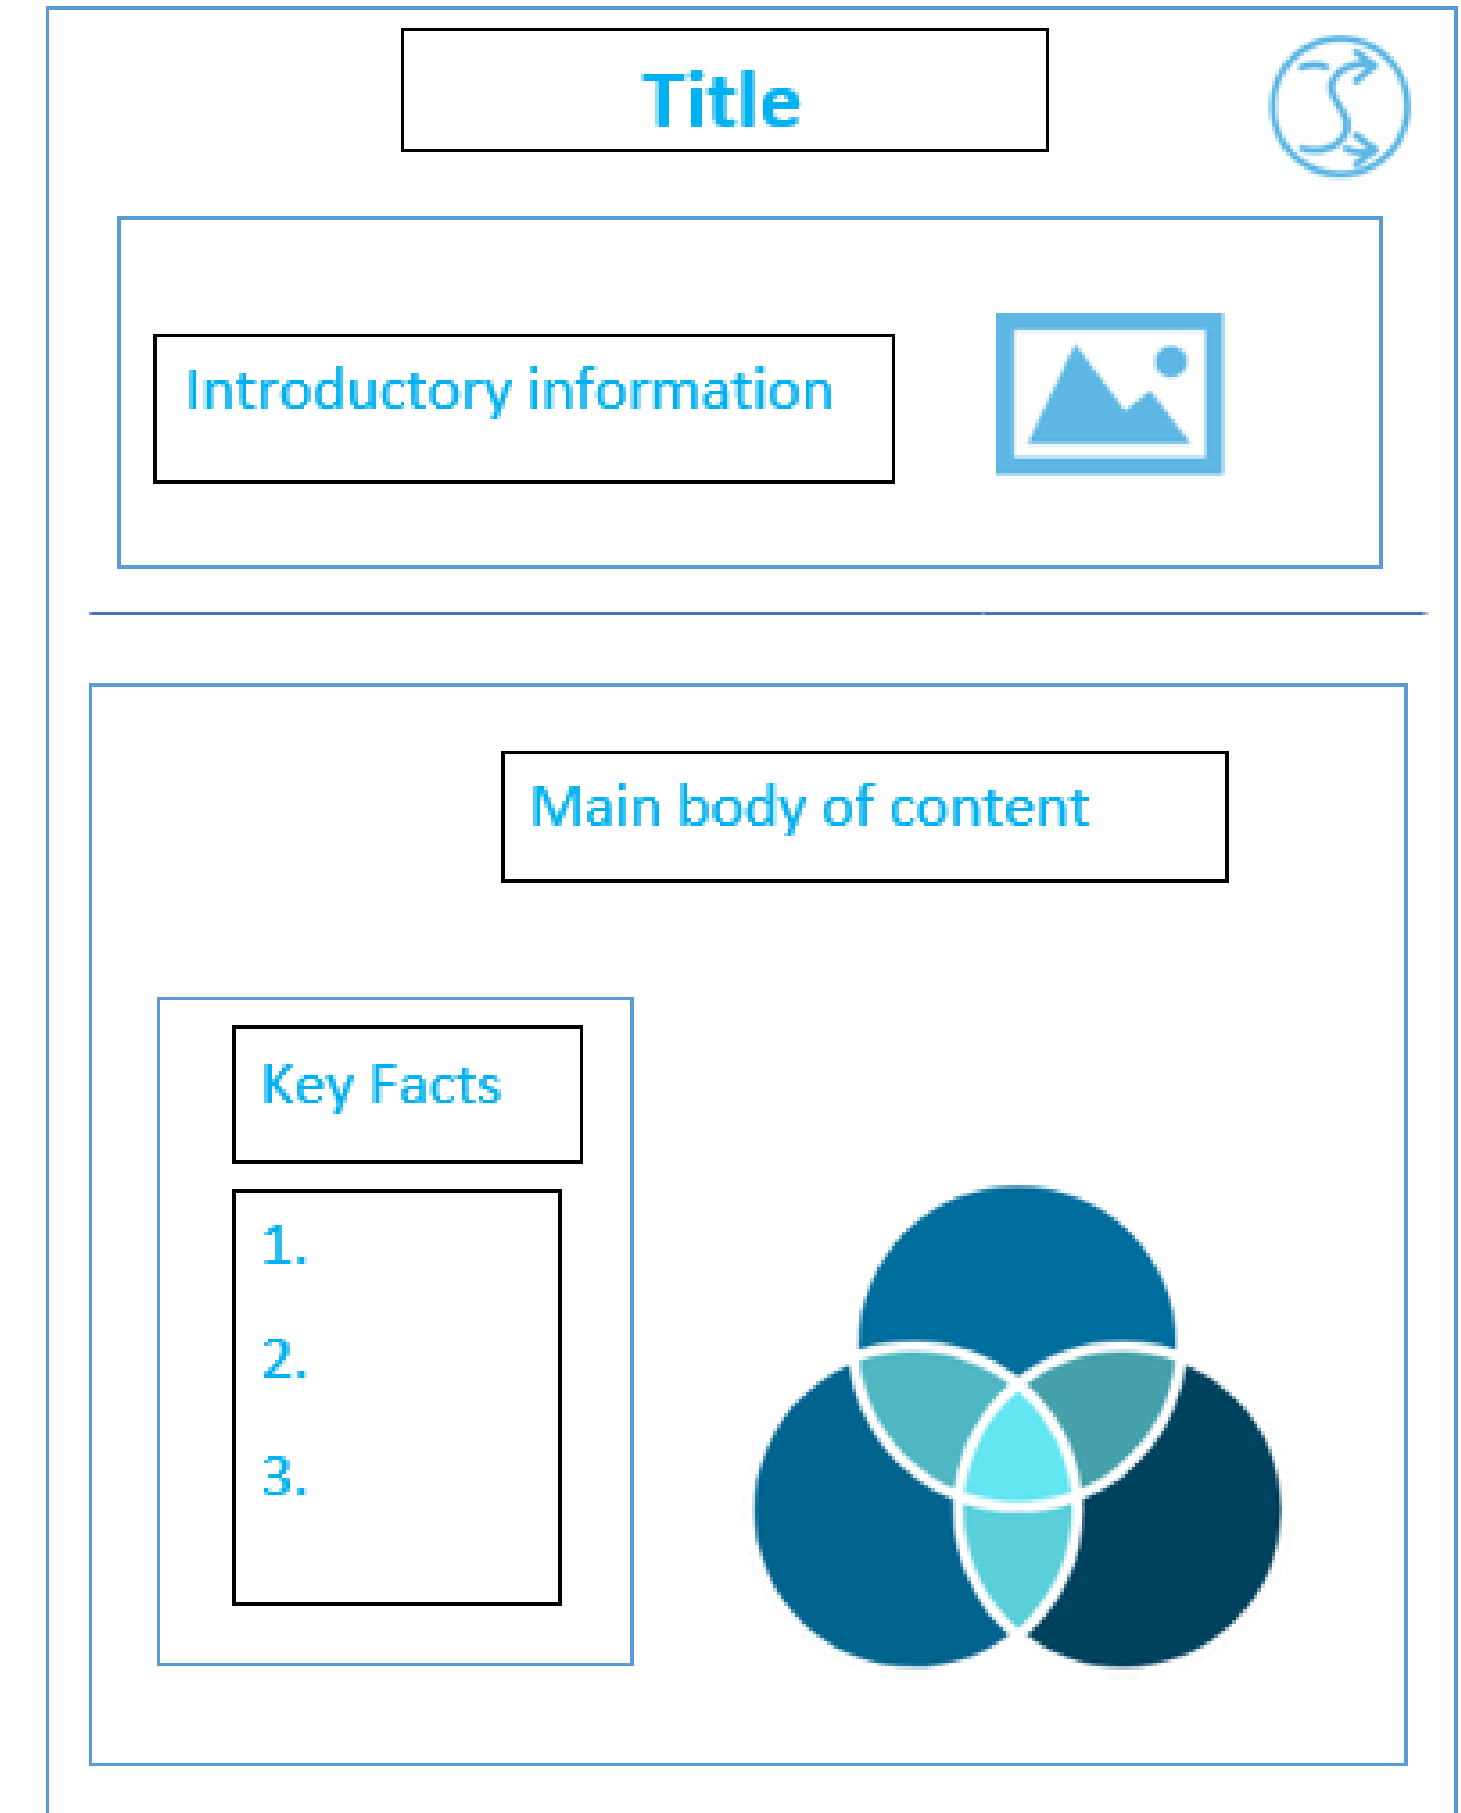 Title
Introductory information
Main body of content
Key Facts
1.
2.
3.